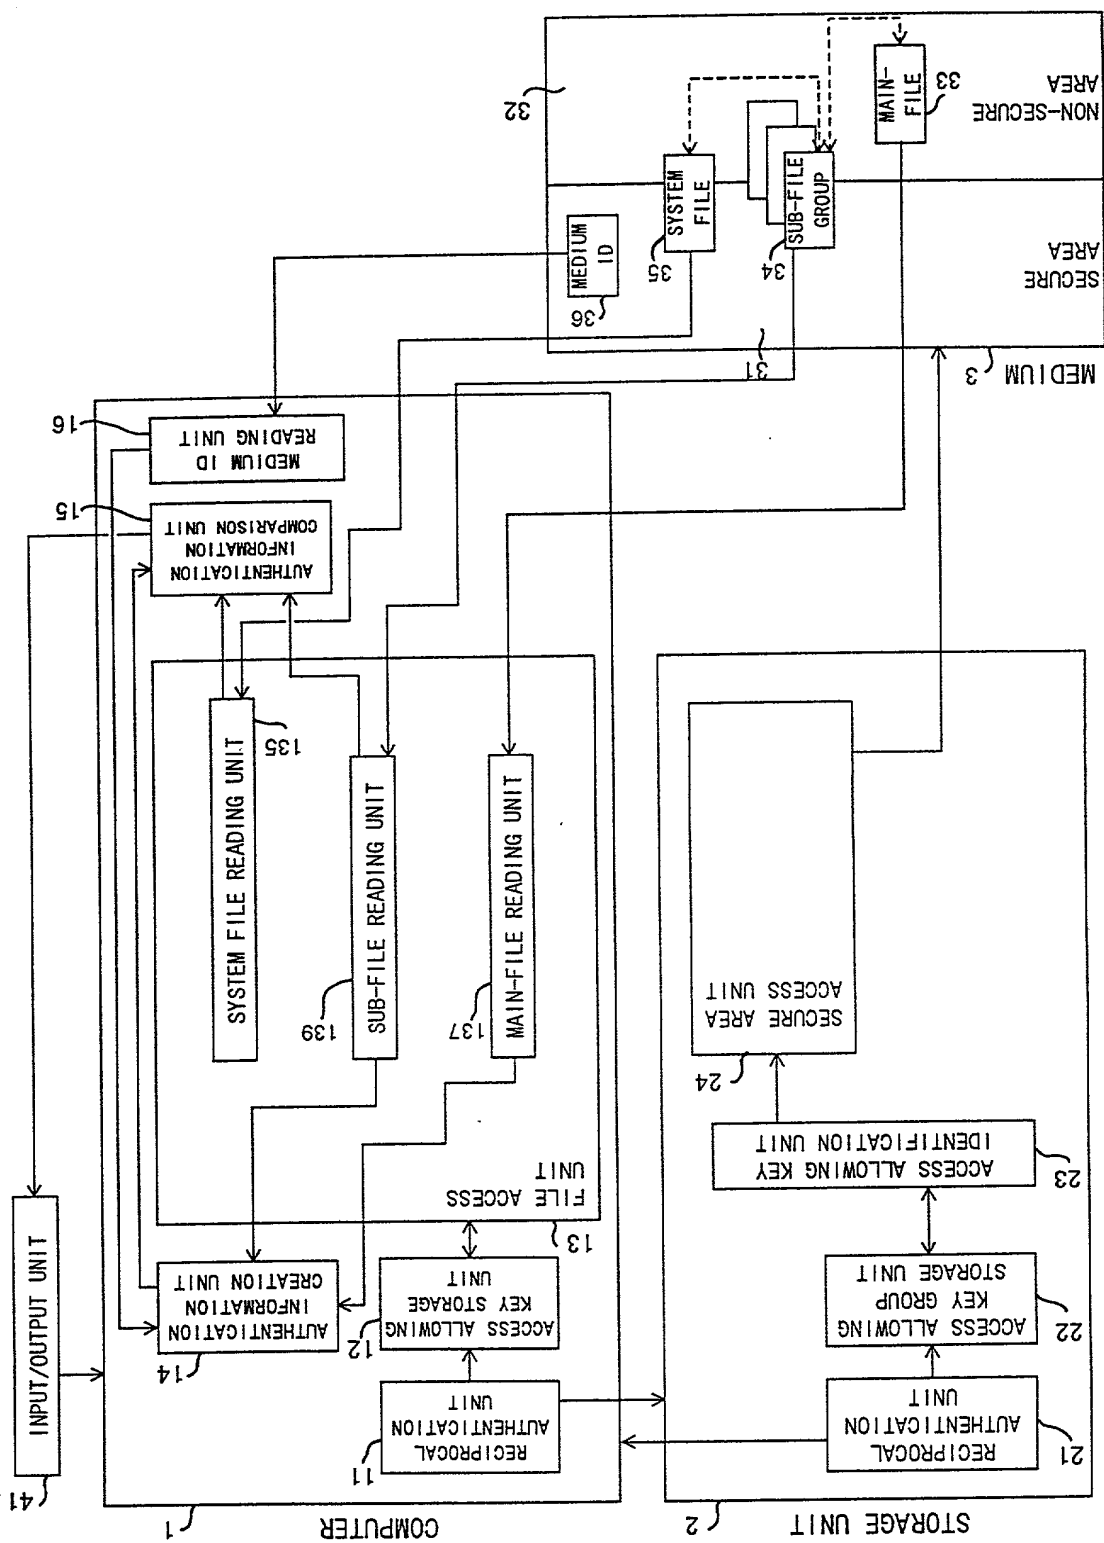 COMPUTER
1
STORAGE UNIT
2
41
INPUT/OUTPUT UNIT
RECIPROCAL
AUTHENTICATION
UNIT
11
ACCESS ALLOWING
KEY STORAGE
UNIT
12
AUTHENTICATION
INFORMATION
CREATION UNIT
14
FILE ACCESS
UNIT
13
MAIN-FILE READING UNIT
137
SUB-FILE READING UNIT
139
SYSTEM FILE READING UNIT
135
AUTHENTICATION
INFORMATION
COMPARISON UNIT
15
MEDIUM ID
READING UNIT
16
RECIPROCAL
AUTHENTICATION
UNIT
21
ACCESS ALLOWING
KEY GROUP
STORAGE UNIT
22
ACCESS ALLOWING KEY
IDENTIFICATION UNIT
23
SECURE AREA
ACCESS UNIT
24
MEDIUM
3
SECURE
AREA
31
MEDIUM
ID
36
SYSTEM
FILE
35
SUB-FILE
GROUP
34
NON-SECURE
AREA
32
MAIN-
FILE
33